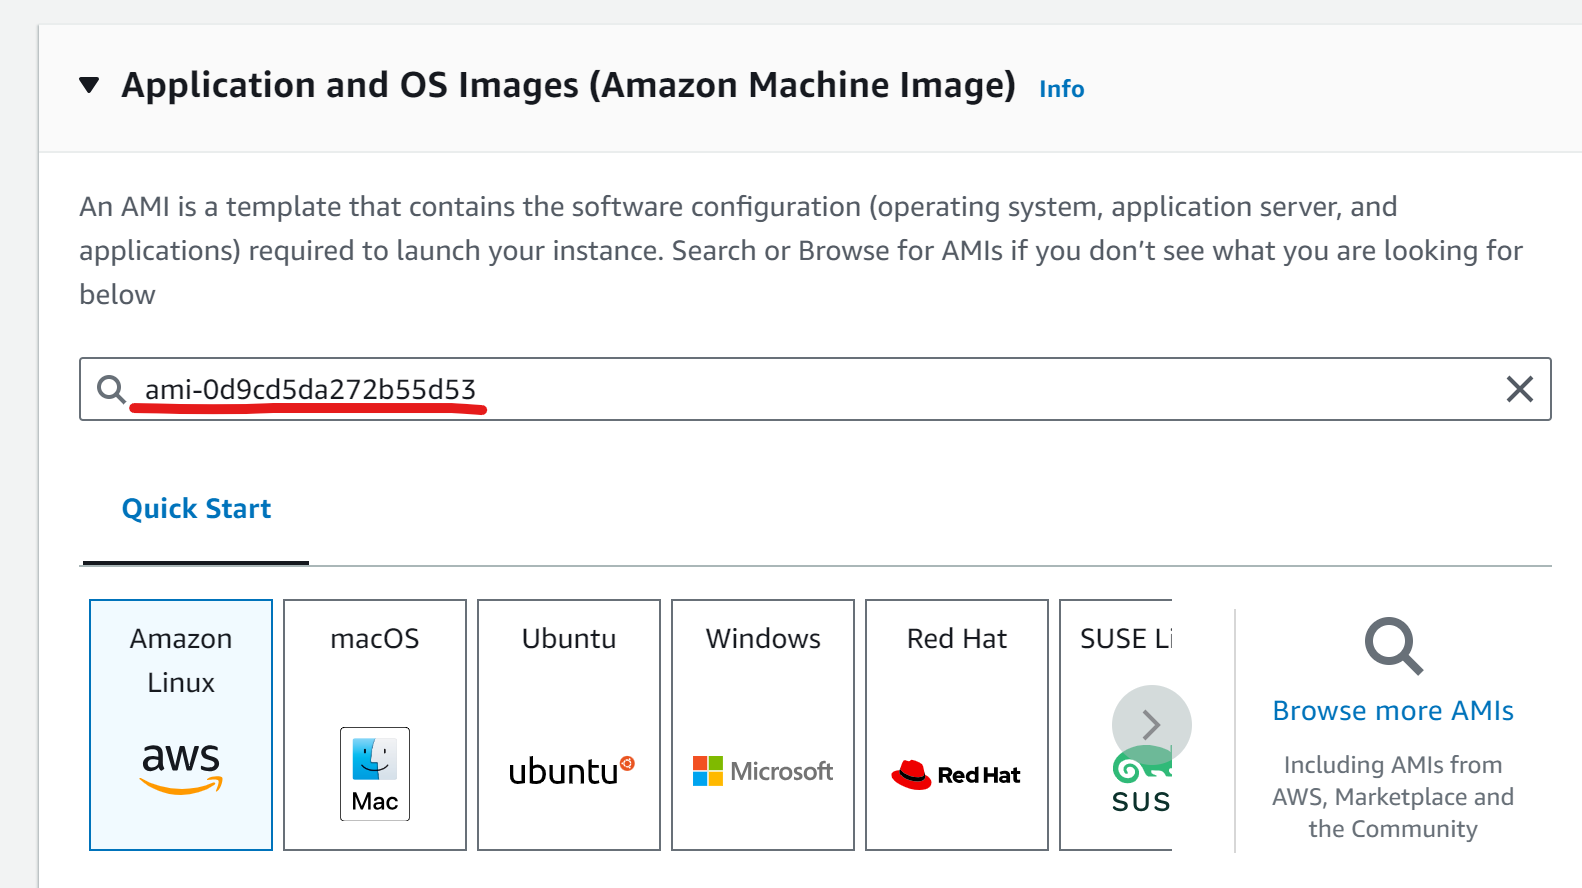 Application and OS Images (Amazon Machine Image) Info
An AMI is a template that contains the software configuration (operating system, application server, and
applications) required to launch your instance. Search or Browse for AMIs if you don’t see what you are looking for
below
ami-0d9cd5da272b55d53
Quick Start
Amazon
Linux
aws
macOS
Mac
Ubuntu
ubuntu
Windows
Microsoft
Red Hat
Red Hat
SUSE Li
SUS
Browse more AMIs
Including AMIs from
AWS, Marketplace and
the Community